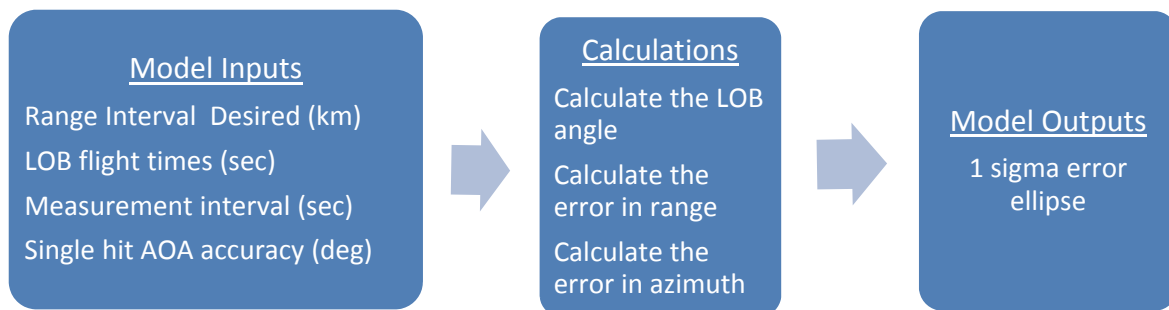 Model Inputs
Range Interval  Desired (km)
LOB flight times (sec)
Measurement interval (sec)
Single hit AOA accuracy (deg)
Calculations
Calculate the LOB
angle
Calculate the
error in range
Calculate the
error in azimuth
Model Outputs
1 sigma error
ellipse